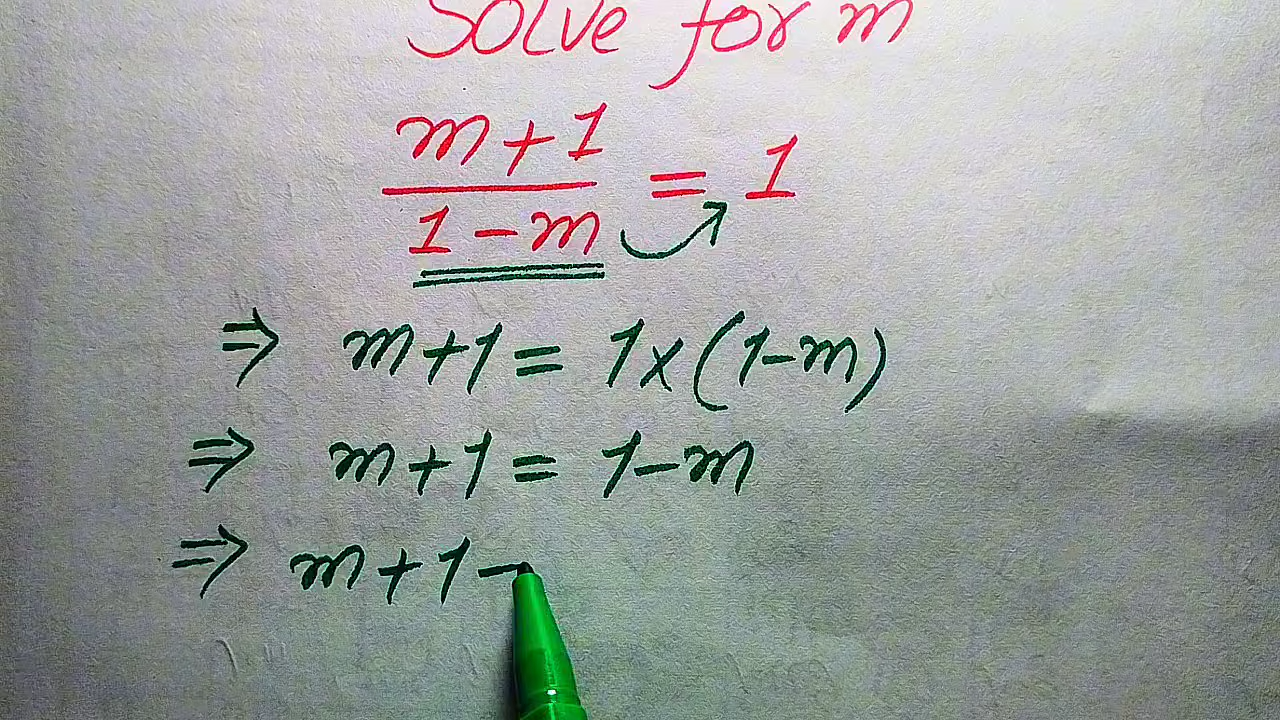 Solve for m
m+1
1-m
= 1
⇒ m+1 = 1×(1-m)
⇒ m+1 = 1-m
⇒ m+1-